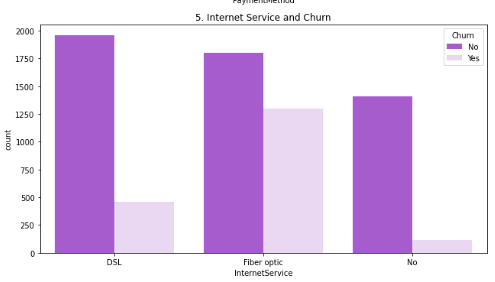 PaymentMethod
5. Internet Service and Churn
Churn
No
Yes
2000
1750
1500
1250
1000
750
500
250
0
count
DSL
Fiber optic
No
InternetService